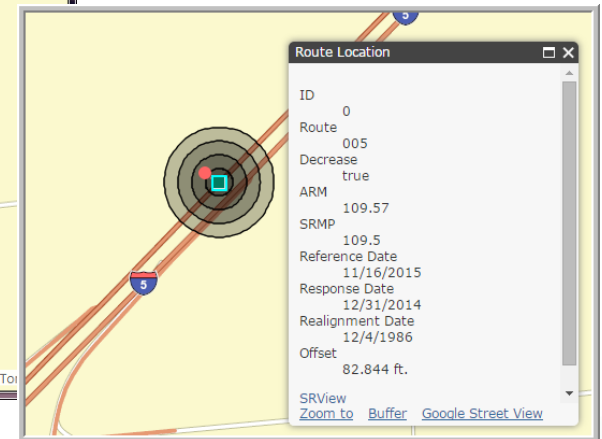 5
Route Location
ID
0
Route
005
Decrease
true
ARM
109.57
SRMP
109.5
Reference Date
11/16/2015
Response Date
12/31/2014
Realignment Date
12/4/1986
Offset
82.844 ft.
SRView
Zoom to Buffer Google Street View
5